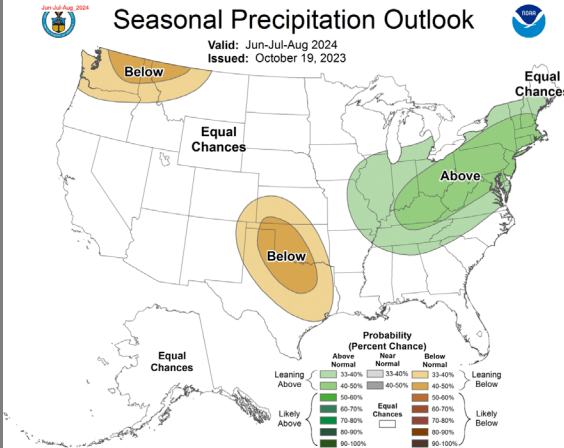 Jun-Jul-Aug_2024
Seasonal Precipitation Outlook
Valid: Jun-Jul-Aug 2024
Issued: October 19, 2023
NOAA
Below
Equal
Chances
Equal
Chances
Above
Below
Equal
Chances
Probability
(Percent Chance)
Above Normal
Near Normal
Below Normal
Leaning Above
33-40%
33-40%
33-40%
Leaning Below
40-50%
40-50%
40-50%
Likely Above
50-60%
60-70%
70-80%
80-90%
90-100%
Equal Chances
50-60%
60-70%
70-80%
80-90%
90-100%
Likely Below